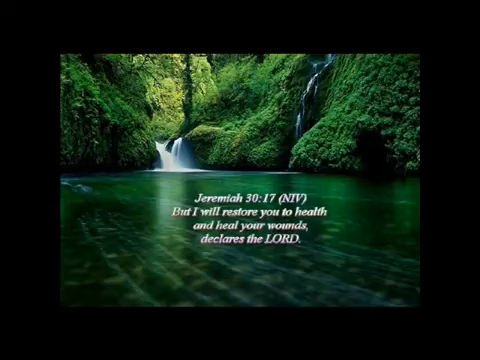 Jeremiah 30:17 (NIV)
But I will restore you to health
and heal your wounds,
declares the LORD.